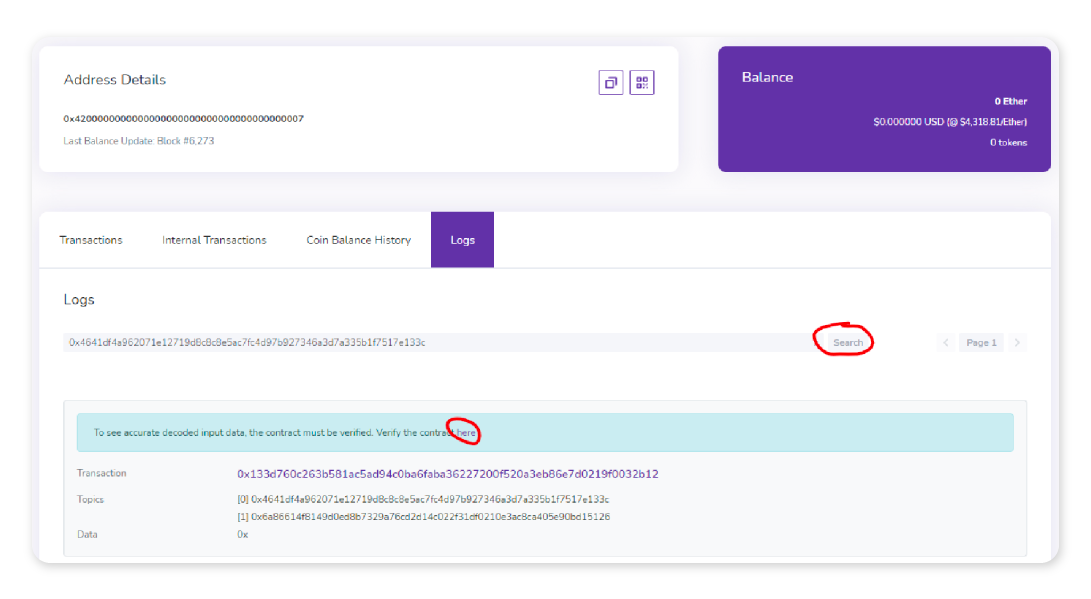 Address Details
0x4200000000000000000000000000000000000007
Last Balance Update: Block #6,273
Balance
0 Ether
$0.000000 USD (@ $4,318.81/Ether)
0 tokens
Transactions
Internal Transactions
Coin Balance History
Logs
Logs
0x4641df4a962071e12719d8c8c8e5ac7fc4d97b927346a3d7a335b1f7517e133c
Search
Page 1
To see accurate decoded input data, the contract must be verified. Verify the contract here
Transaction
0x133d760c263b581ac5ad94c0ba6faba36227200f520a3eb86e7d0219f0032b12
Topics
[0] 0x4641df4a962071e12719d8c8c8e5ac7fc4d97b927346a3d7a335b1f7517e133c
[1] 0x6a86614f8149d0ed8b7329a76cd2d14c022f31df0210e3ac8ca405e90bd15126
Data
0x